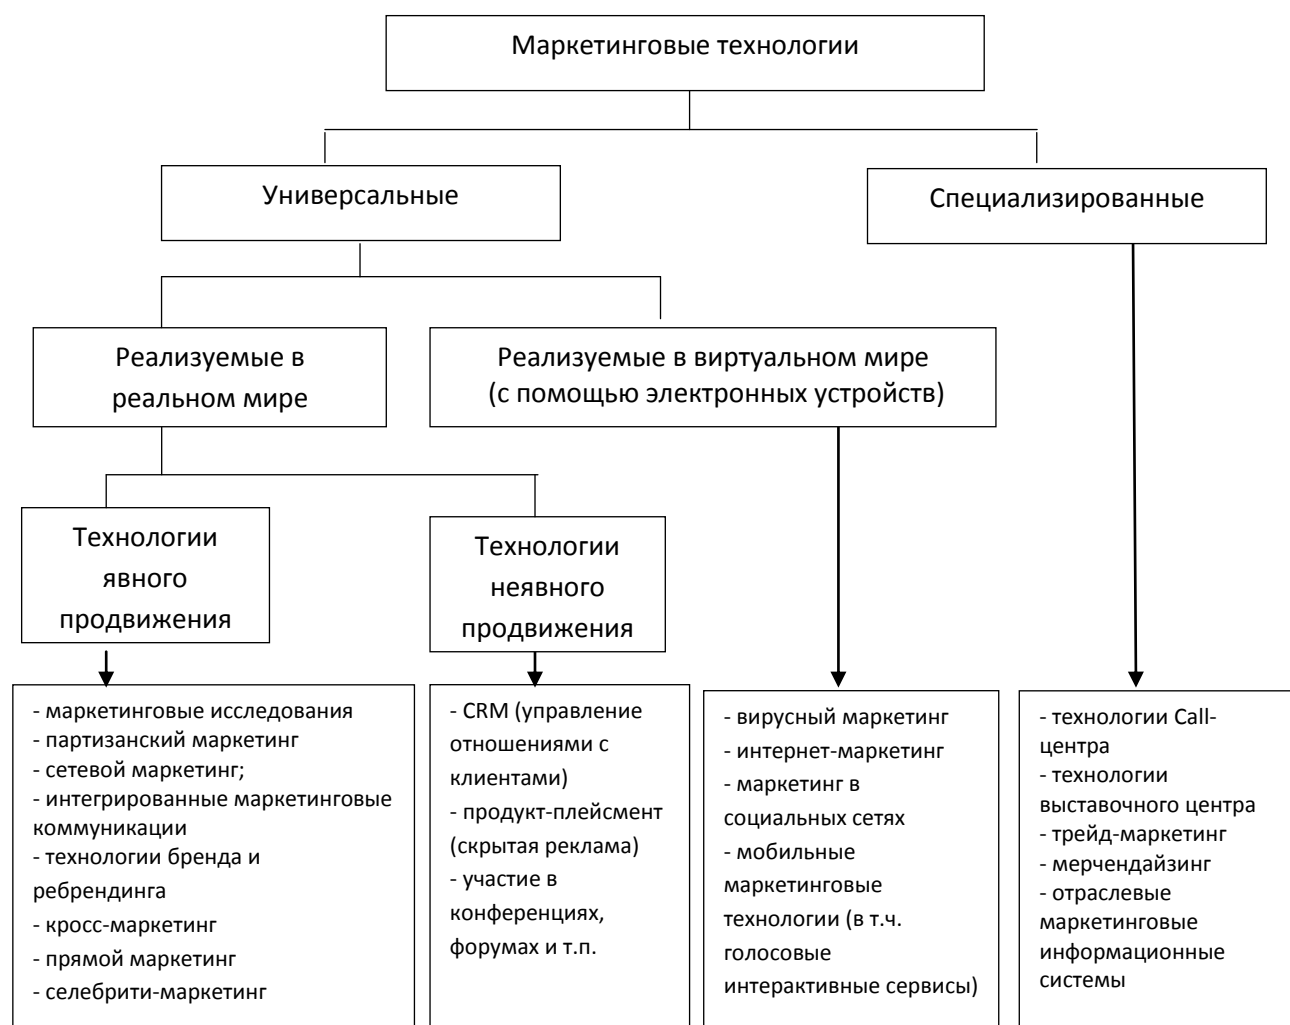 Маркетинговые технологии
Универсальные
Специализированные
Реализуемые в
реальном мире
Реализуемые в виртуальном мире
(с помощью электронных устройств)
Технологии
явного
продвижения
Технологии
неявного
продвижения
- маркетинговые исследования
- партизанский маркетинг
- сетевой маркетинг;
- интегрированные маркетинговые
коммуникации
- технологии бренда и
ребрендинга
- кросс-маркетинг
- прямой маркетинг
- селебрити-маркетинг
- CRM (управление
отношениями с
клиентами)
- продукт-плейсмент
(скрытая реклама)
- участие в
конференциях,
форумах и т.п.
- вирусный маркетинг
- интернет-маркетинг
- маркетинг в
социальных сетях
- мобильные
маркетинговые
технологии (в т.ч.
голосовые
интерактивные сервисы)
- технологии Call-
центра
- технологии
выставочного центра
- трейд-маркетинг
- мерчендайзинг
- отраслевые
маркетинговые
информационные
системы